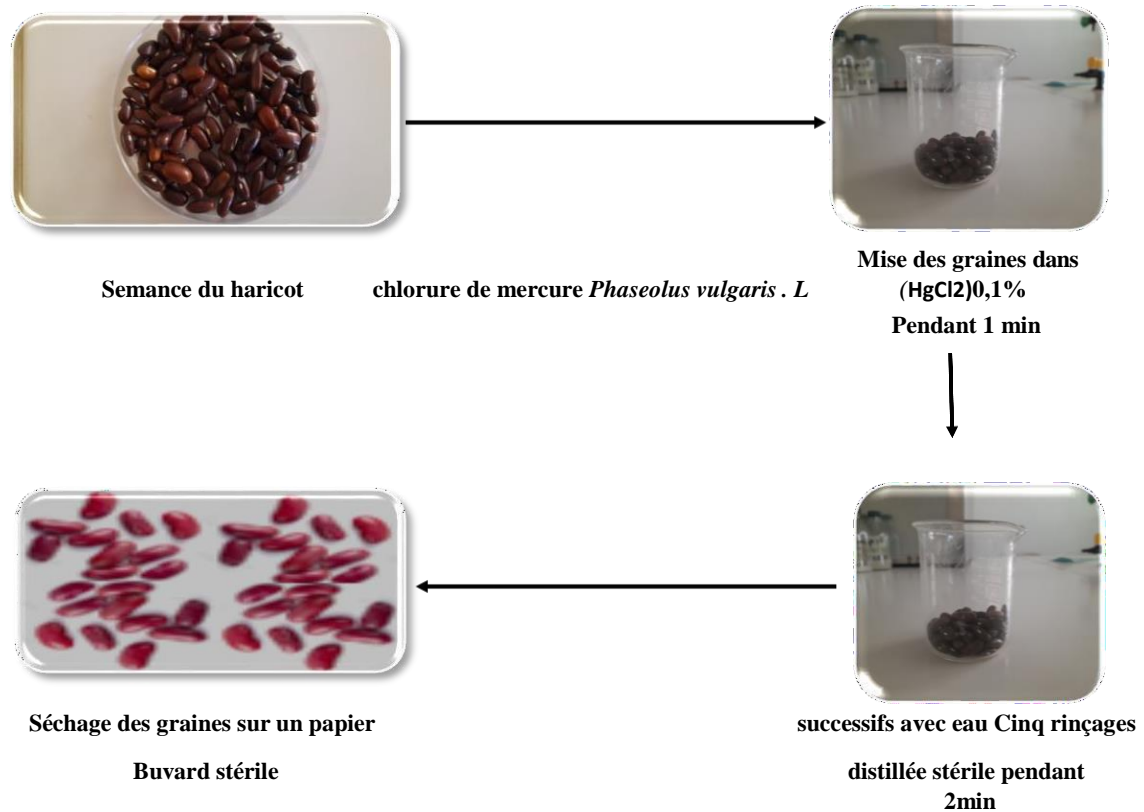 Semance du haricot
chlorure de mercure Phaseolus vulgaris . L
Mise des graines dans
(HgCl2)0,1%
Pendant 1 min
Séchage des graines sur un papier
Buvard stérile
successifs avec eau Cinq rinçages
distillée stérile pendant
2min